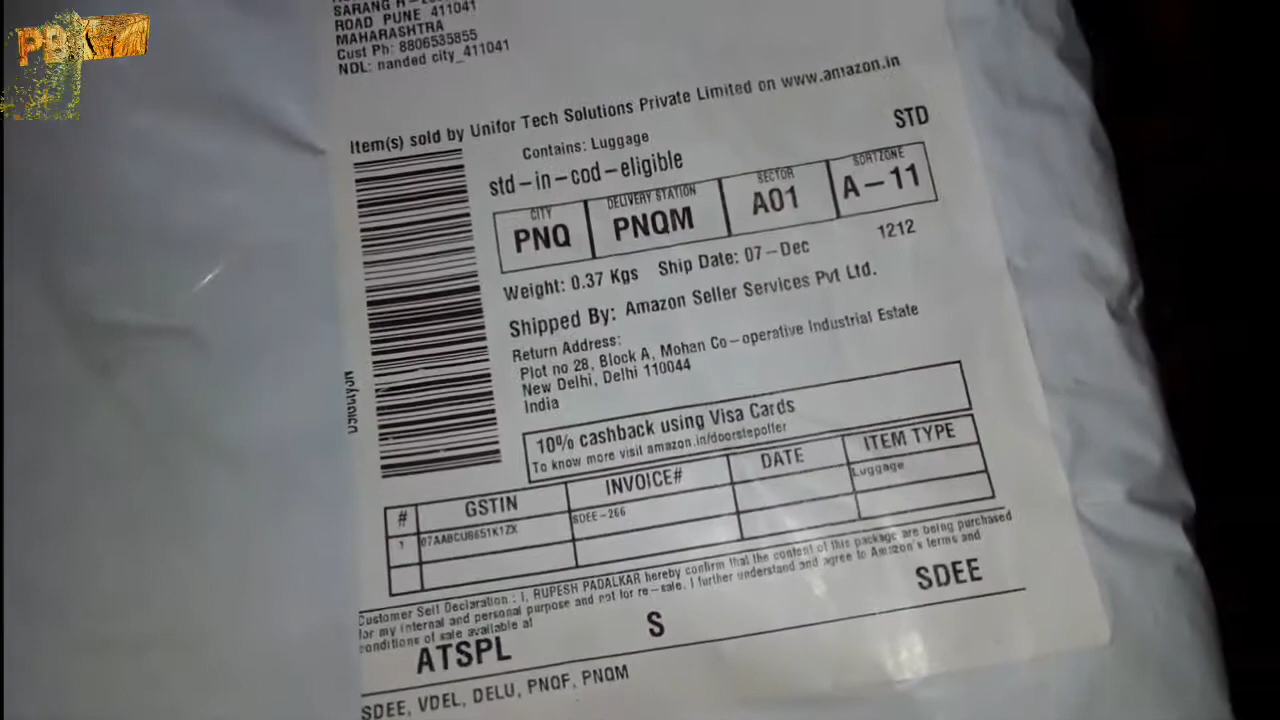 ROAD PUNE 411041
MAHARASHTRA
Cust Ph: 8806535855
NDL: nanded city_411041
Item(s) sold by Unifor Tech Solutions Private Limited on www.amazon.in
Contains: Luggage
STD
std-in-cod-eligible
CITY
PNQ
DELIVERY STATION
PNQM
SECTOR
A01
SORTZONE
A-11
Weight: 0.37 Kgs Ship Date: 07-Dec
1212
Shipped By: Amazon Seller Services Pvt Ltd.
Return Address:
Plot no 28, Block A, Mohan Co-operative Industrial Estate
New Delhi, Delhi 110044
India
10% cashback using Visa Cards
To know more visit amazon.in/doorstepoffer
# GSTIN INVOICE# DATE ITEM TYPE
1 SDEE-266 Luggage
Customer Self Declaration : I, RUPESH PADALKAR hereby confirm that the content of this package are being purchased
for my internal and personal purpose and not for re-sale. I further understand and agree to Amazon's terms and
conditions of sale available at
ATSPL S SDEE
SDEE, VDEL, DELU, PNQF, PNQM